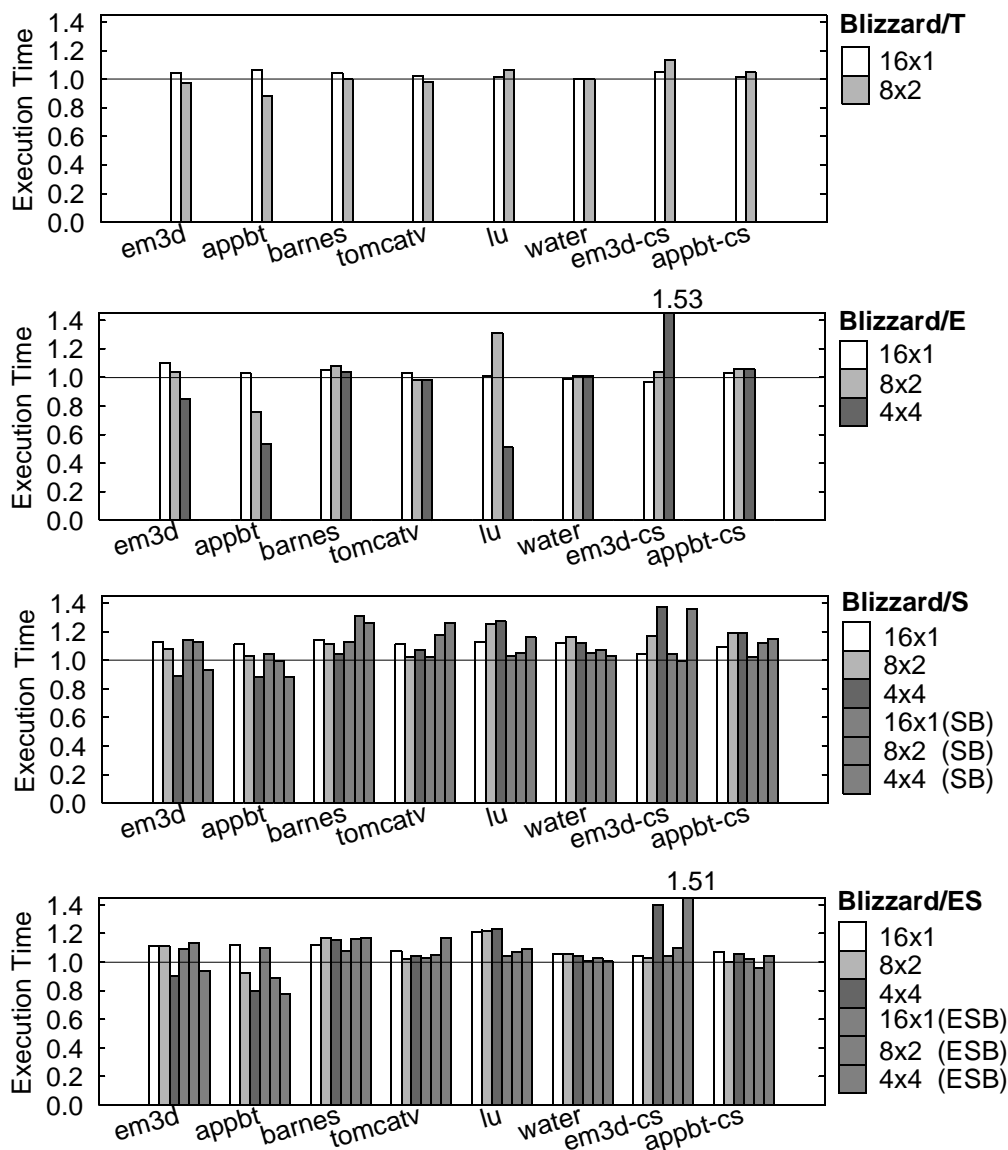 Execution Time
1.4
1.2
1.0
0.8
0.6
0.4
0.2
0.0
em3d
appbt
barnes
tomcatv
lu
water
em3d-cs
appbt-cs
Blizzard/T
16x1
8x2
Execution Time
1.53
1.4
1.2
1.0
0.8
0.6
0.4
0.2
0.0
em3d
appbt
barnes
tomcatv
lu
water
em3d-cs
appbt-cs
Blizzard/E
16x1
8x2
4x4
Execution Time
1.4
1.2
1.0
0.8
0.6
0.4
0.2
0.0
em3d
appbt
barnes
tomcatv
lu
water
em3d-cs
appbt-cs
Blizzard/S
16x1
8x2
4x4
16x1(SB)
8x2 (SB)
4x4 (SB)
Execution Time
1.51
1.4
1.2
1.0
0.8
0.6
0.4
0.2
0.0
em3d
appbt
barnes
tomcatv
lu
water
em3d-cs
appbt-cs
Blizzard/ES
16x1
8x2
4x4
16x1(ESB)
8x2 (ESB)
4x4 (ESB)